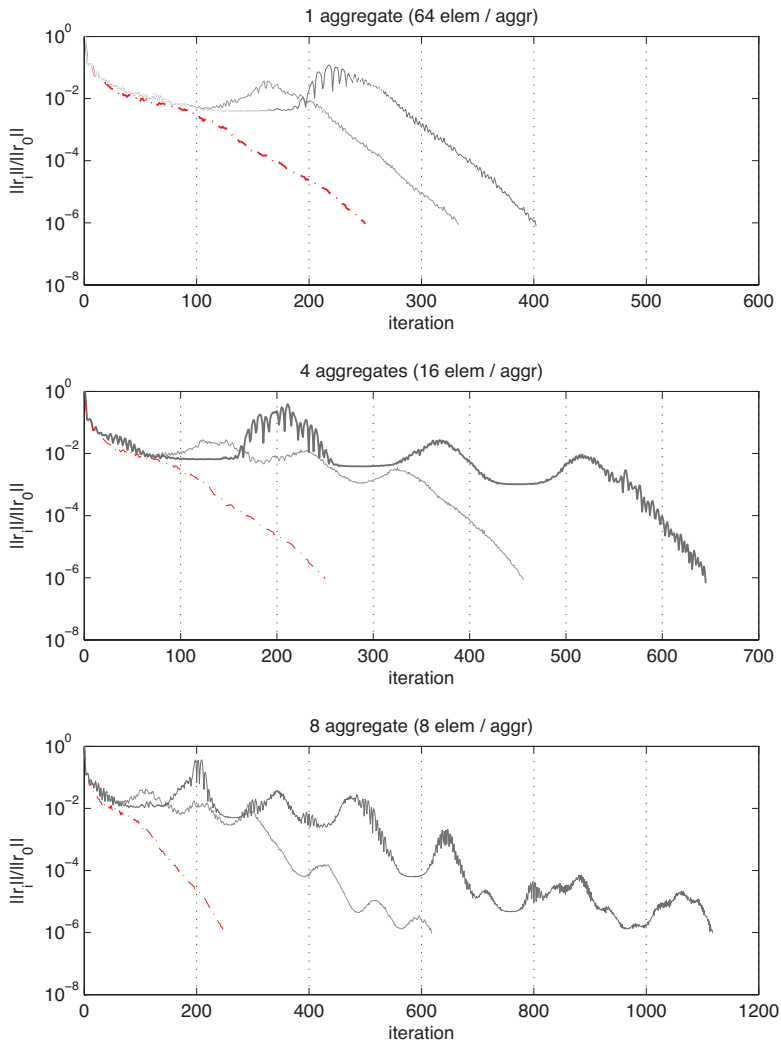 1 aggregate (64 elem / aggr)
10^0
10^-2
10^-4
10^-6
10^-8
||r_i||/||r_0||
0 100 200 300 400 500 600
iteration
4 aggregates (16 elem / aggr)
10^0
10^-2
10^-4
10^-6
10^-8
||r_i||/||r_0||
0 100 200 300 400 500 600 700
iteration
8 aggregate (8 elem / aggr)
10^0
10^-2
10^-4
10^-6
10^-8
||r_i||/||r_0||
0 200 400 600 800 1000 1200
iteration